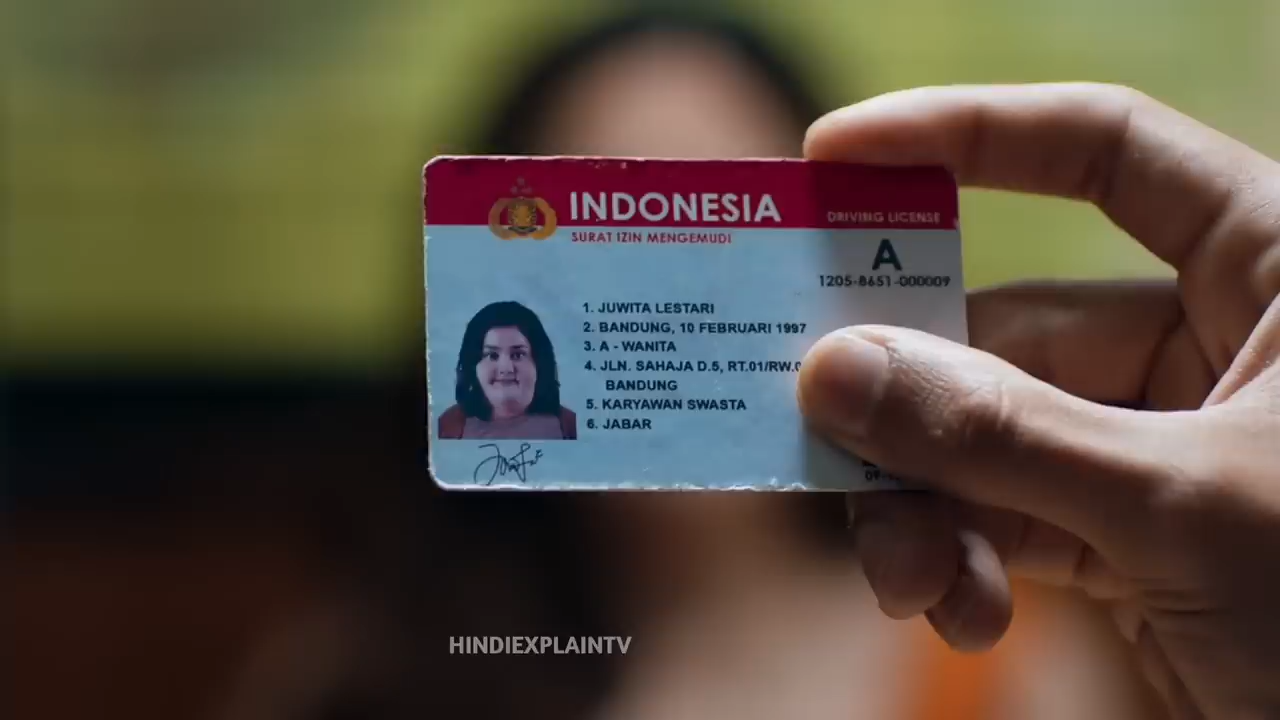 INDONESIA
DRIVING LICENSE
SURAT IZIN MENGEMUDI
A
1205-8651-000009
1. JUWITA LESTARI
2. BANDUNG, 10 FEBRUARI 1997
3. A - WANITA
4. JLN. SAHAJA D.5, RT.01/RW.0
BANDUNG
5. KARYAWAN SWASTA
6. JABAR
HINDIEXPLAINTV